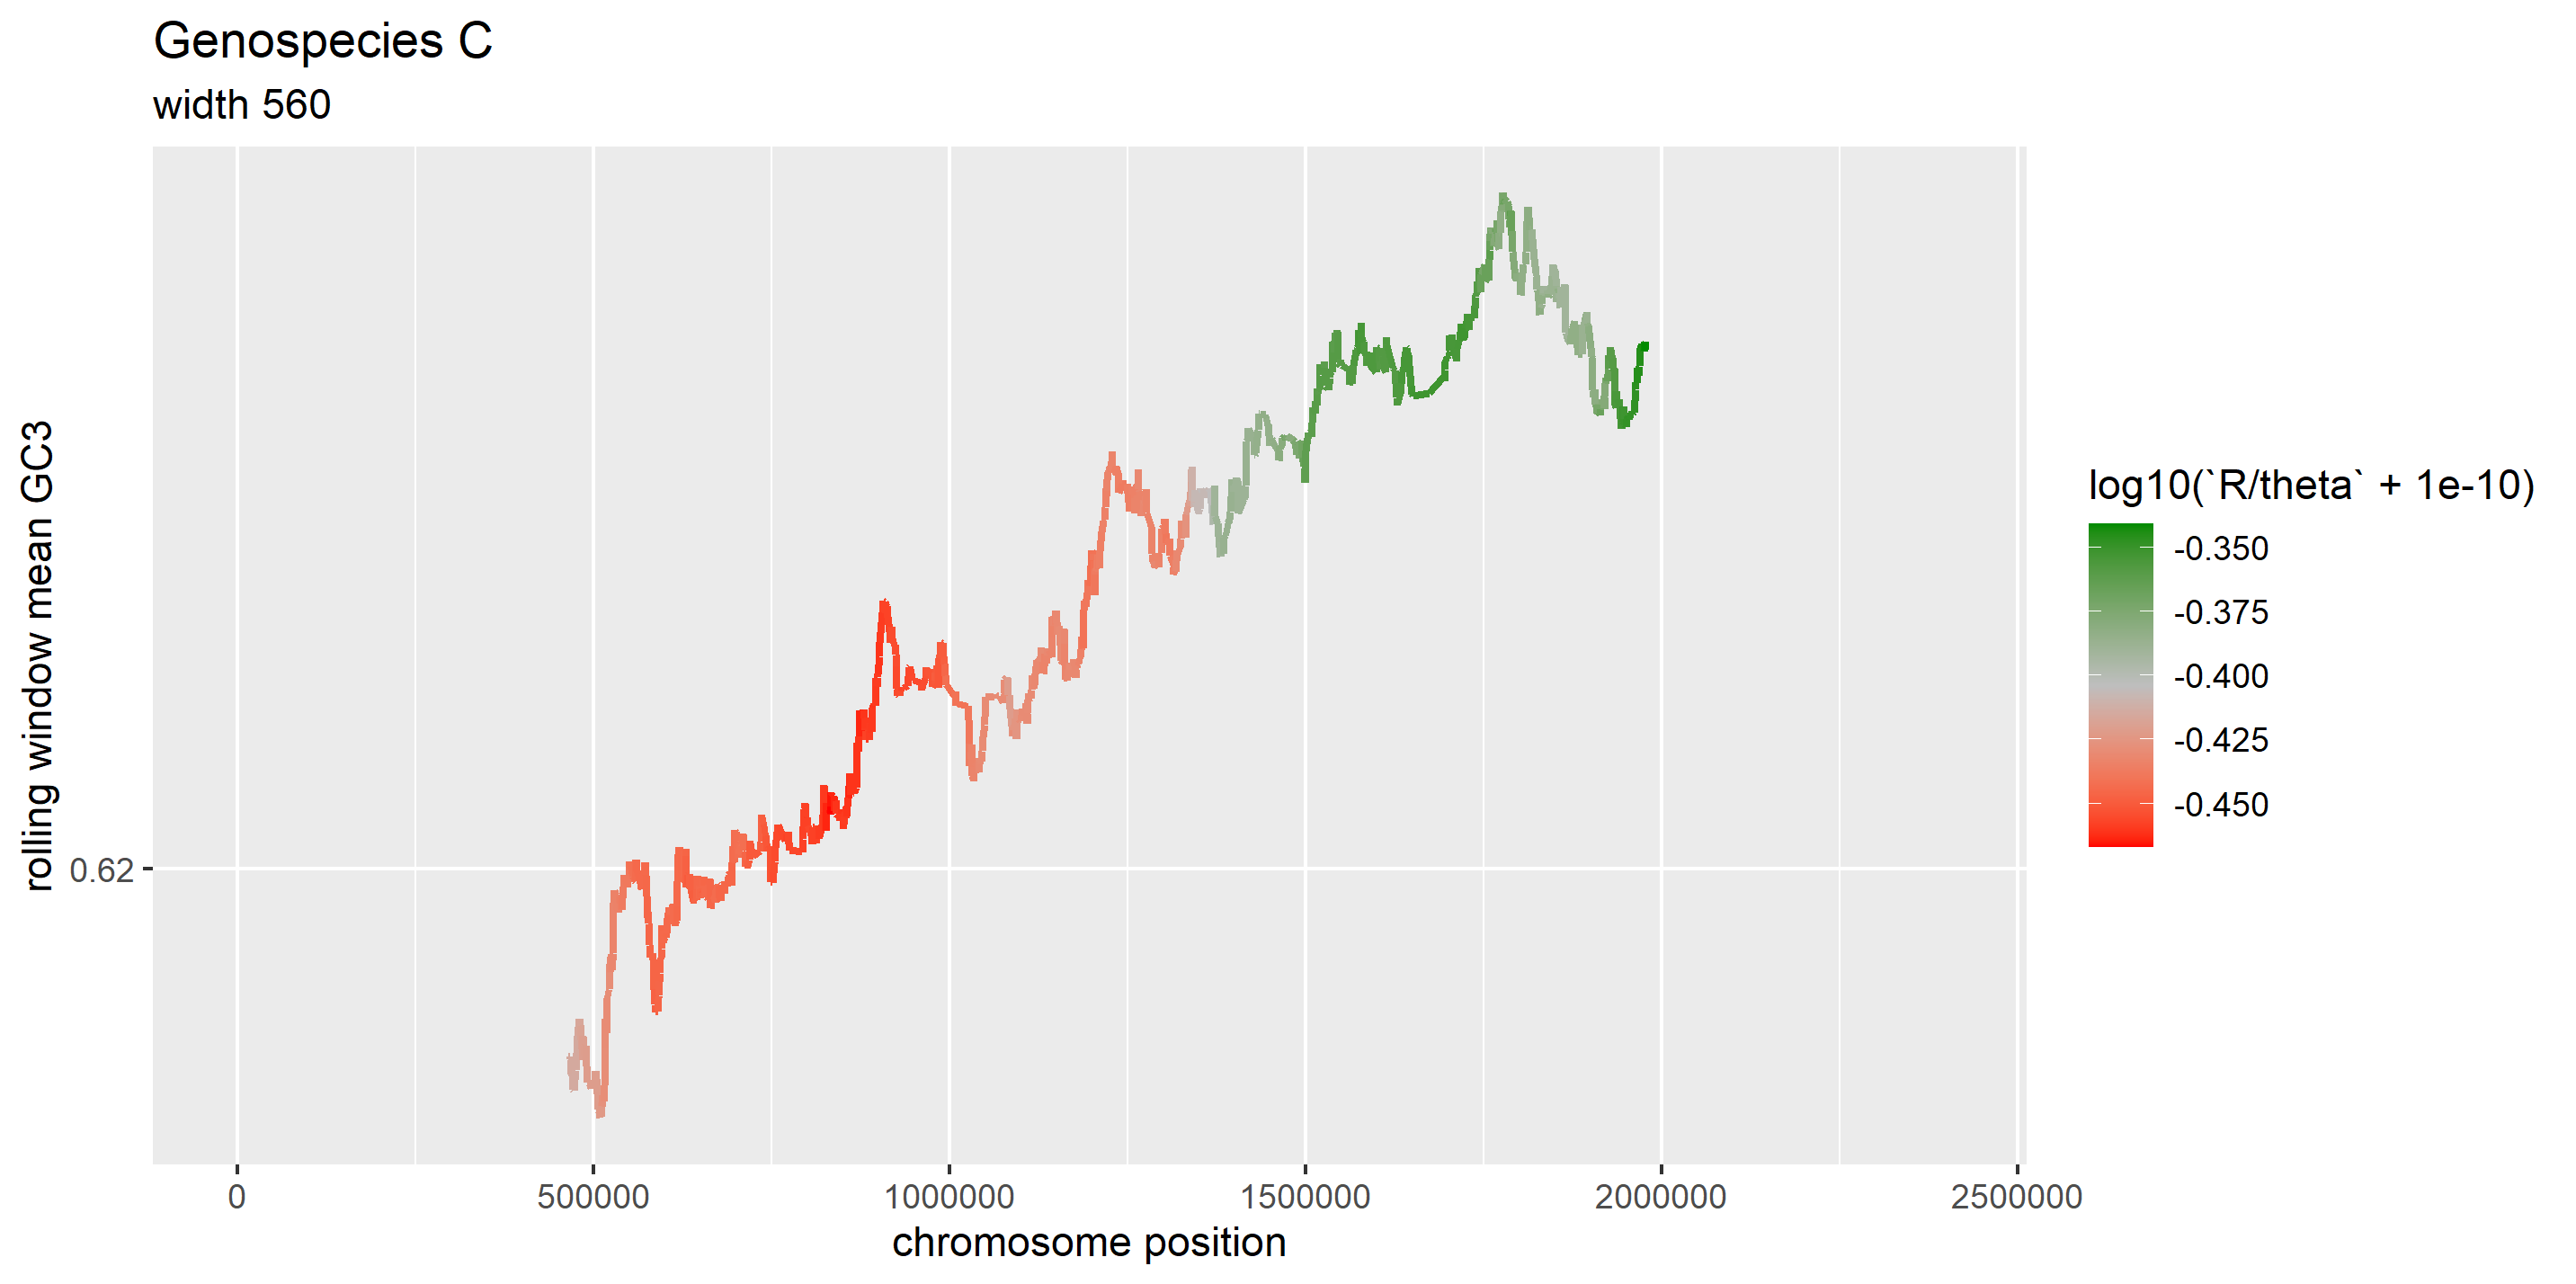 Genospecies C
width 560
rolling window mean GC3
0.62
0
500000
1000000
1500000
2000000
2500000
chromosome position
log10(`R/theta` + 1e-10)
-0.350
-0.375
-0.400
-0.425
-0.450